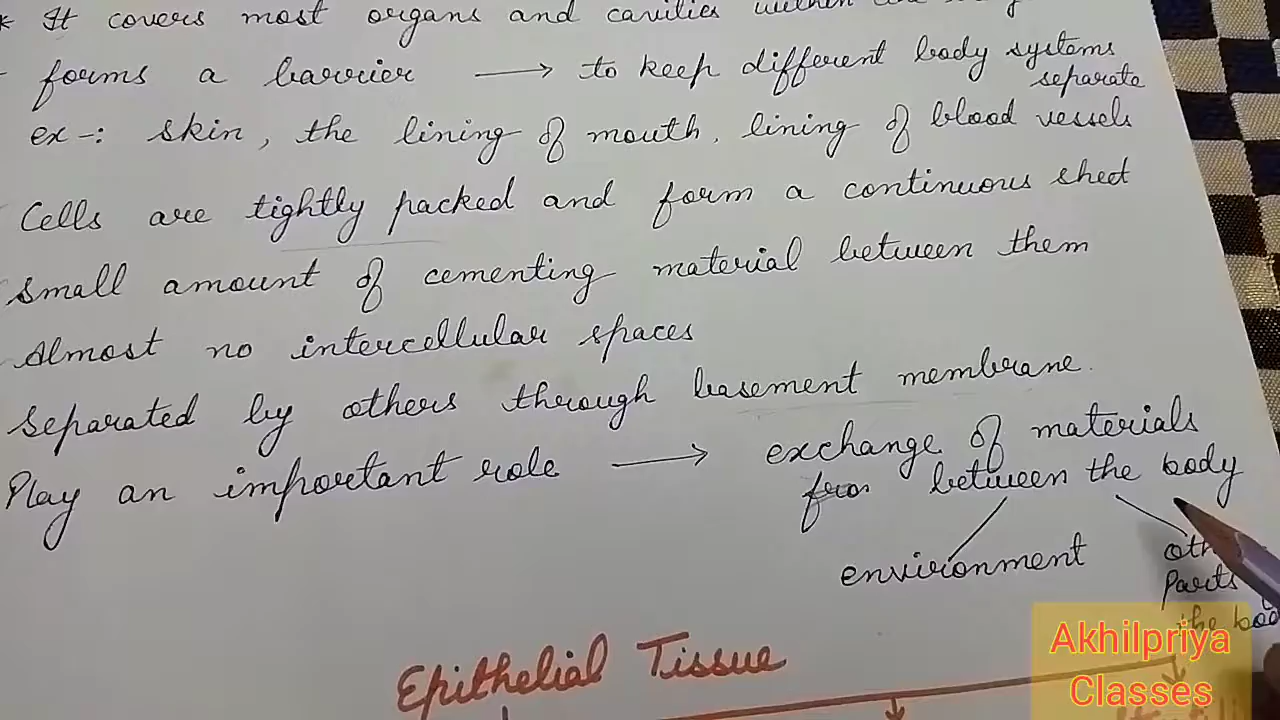 * It covers most organs and cavities within
- forms a barrier → to keep different body systems
separate
ex -: skin, the lining of mouth, lining of blood vessels
Cells are tightly packed and form a continuous sheet
Small amount of cementing material between them
Almost no intercellular spaces
Separated by others through basement membrane.
Play an important role → exchange of materials
between the body
environment
Parts
the
Epithelial Tissue
Akhilpriya
Classes